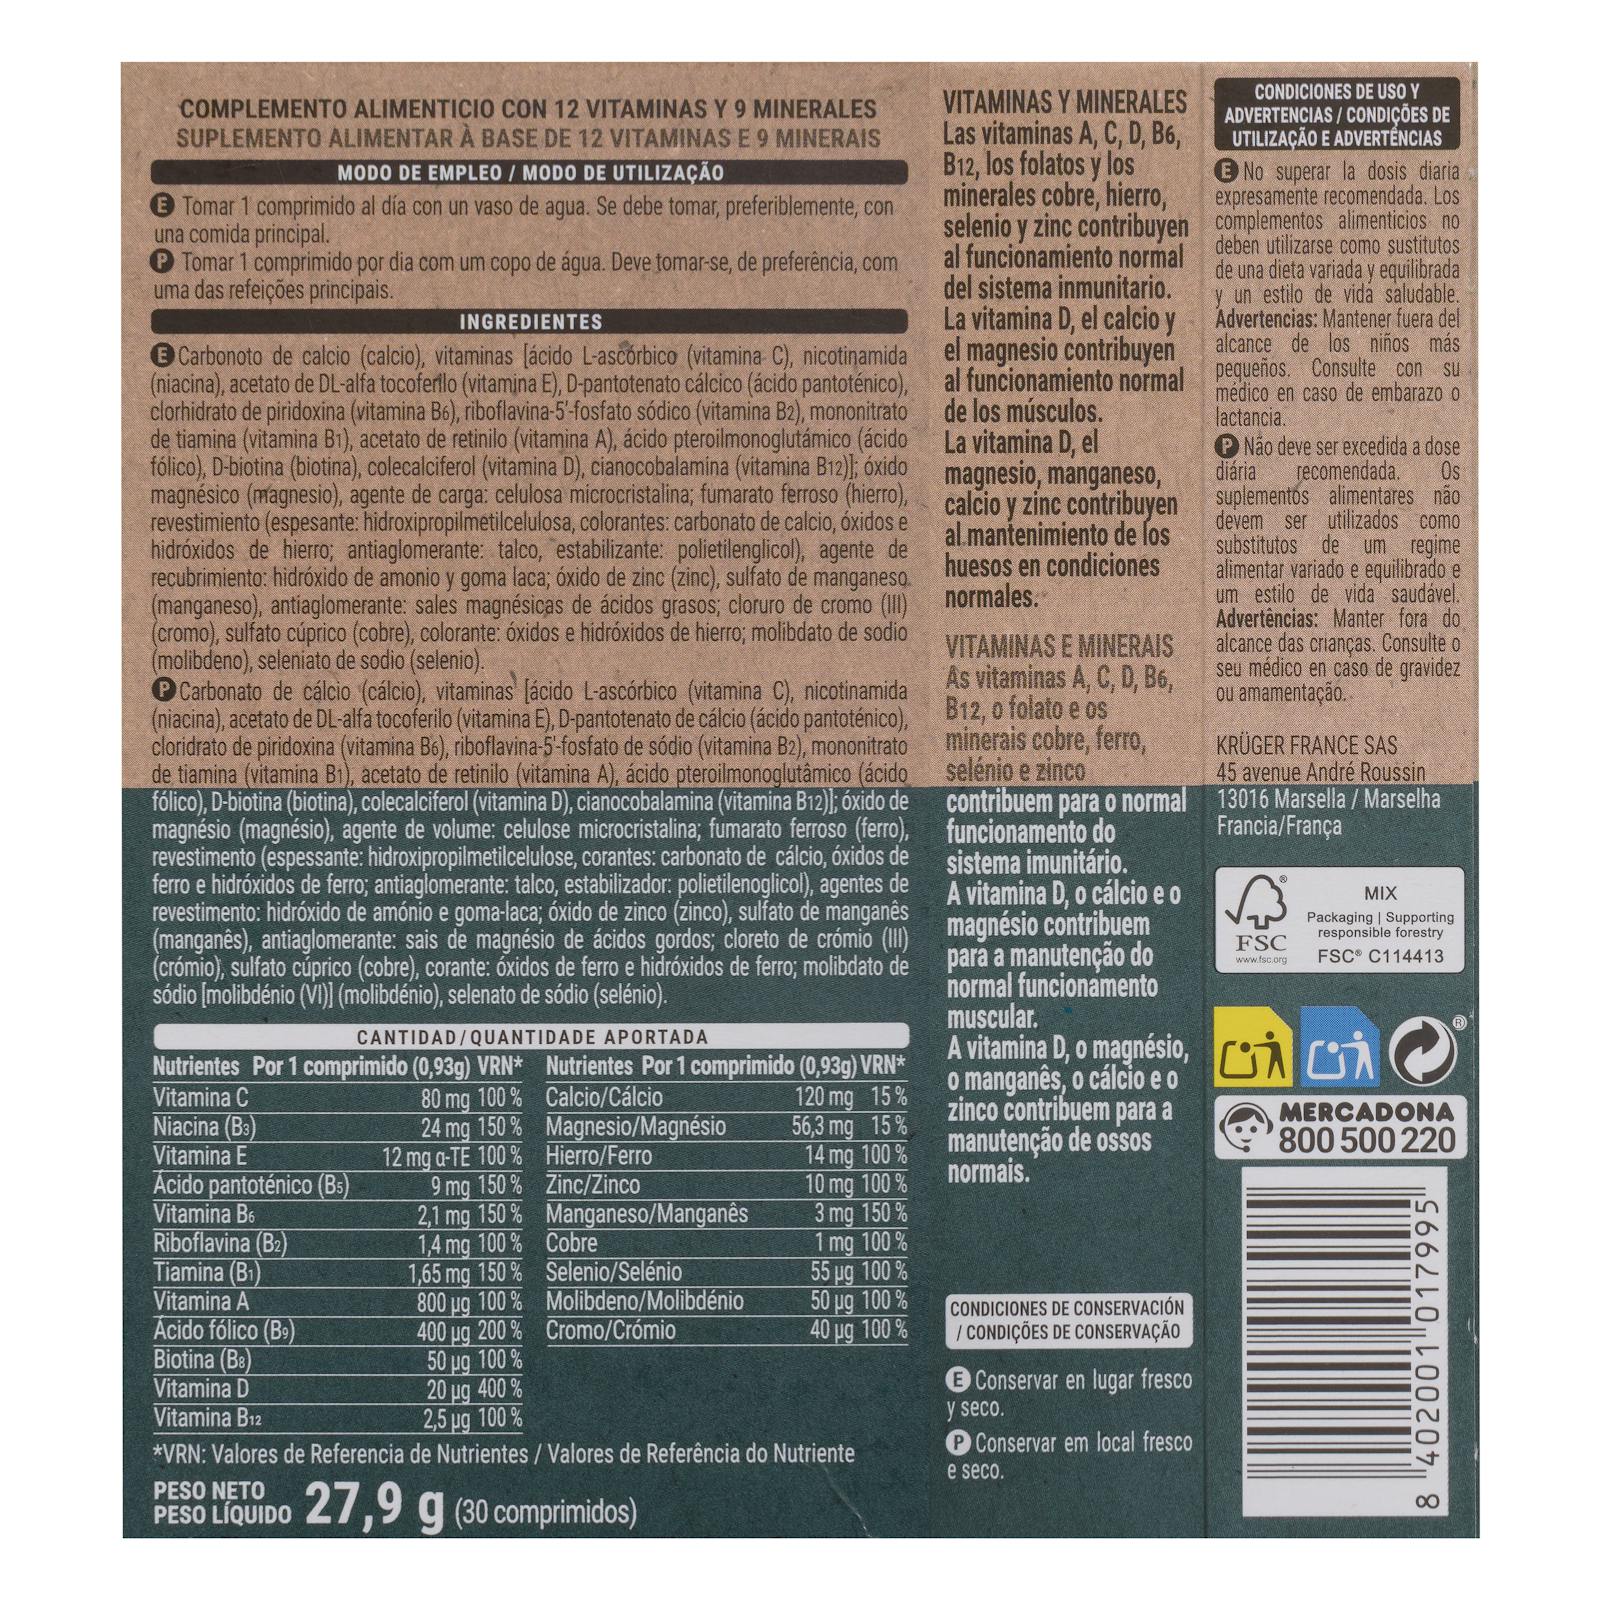 COMPLEMENTO ALIMENTICIO CON 12 VITAMINAS Y 9 MINERALES
SUPLEMENTO ALIMENTAR À BASE DE 12 VITAMINAS E 9 MINERAIS
MODO DE EMPLEO / MODO DE UTILIZAÇÃO
E Tomar 1 comprimido al día con un vaso de agua. Se debe tomar, preferiblemente, con
una comida principal.
P Tomar 1 comprimido por dia com um copo de água. Deve tomar-se, de preferência, com
uma das refeições principais.
INGREDIENTES
E Carbonoto de calcio (calcio), vitaminas [ácido L-ascórbico (vitamina C), nicotinamida
(niacina), acetato de DL-alfa tocoferilo (vitamina E), D-pantotenato cálcico (ácido pantoténico),
clorhidrato de piridoxina (vitamina B6), riboflavina-5'-fosfato sódico (vitamina B2), mononitrato
de tiamina (vitamina B1), acetato de retinilo (vitamina A), ácido pteroilmonoglutámico (ácido
fólico), D-biotina (biotina), colecalciferol (vitamina D), cianocobalamina (vitamina B12)]; óxido
magnésico (magnesio), agente de carga: celulosa microcristalina; fumarato ferroso (hierro),
revestimiento (espesante: hidroxipropilmetilcelulosa, colorantes: carbonato de calcio, óxidos e
hidróxidos de hierro; antiaglomerante: talco, estabilizante: polietilenglicol), agente de
recubrimiento: hidróxido de amonio y goma laca; óxido de zinc (zinc), sulfato de manganeso
(manganeso), antiaglomerante: sales magnésicas de ácidos grasos; cloruro de cromo (III)
(cromo), sulfato cúprico (cobre), colorante: óxidos e hidróxidos de hierro; molibdato de sodio
(molibdeno), seleniato de sodio (selenio).
P Carbonato de cálcio (cálcio), vitaminas [ácido L-ascórbico (vitamina C), nicotinamida
(niacina), acetato de DL-alfa tocoferilo (vitamina E), D-pantotenato de cálcio (ácido pantoténico),
cloridrato de piridoxina (vitamina B6), riboflavina-5'-fosfato de sódio (vitamina B2), mononitrato
de tiamina (vitamina B1), acetato de retinilo (vitamina A), ácido pteroilmonoglutâmico (ácido
fólico), D-biotina (biotina), colecalciferol (vitamina D), cianocobalamina (vitamina B12)]; óxido de
magnésio (magnésio), agente de volume: celulose microcristalina; fumarato ferroso (ferro),
revestimento (espessante: hidroxipropilmetilcelulose, corantes: carbonato de cálcio, óxidos de
ferro e hidróxidos de ferro; antiaglomerante: talco, estabilizador: polietilenoglicol), agentes de
revestimento: hidróxido de amónio e goma-laca; óxido de zinco (zinco), sulfato de manganês
(manganês), antiaglomerante: sais de magnésio de ácidos gordos; cloreto de crómio (III)
(crómio), sulfato cúprico (cobre), corante: óxidos de ferro e hidróxidos de ferro; molibdato de
sódio [molibdénio (VI)] (molibdénio), selenato de sódio (selénio).
CANTIDAD/QUANTIDADE APORTADA
Nutrientes Por 1 comprimido (0,93g) VRN*
Vitamina C 80 mg 100 %
Niacina (B3) 24 mg 150 %
Vitamina E 12 mg α-TE 100 %
Ácido pantoténico (B5) 9 mg 150 %
Vitamina B6 2,1 mg 150 %
Riboflavina (B2) 1,4 mg 100 %
Tiamina (B1) 1,65 mg 150 %
Vitamina A 800 µg 100 %
Ácido fólico (B9) 400 µg 200 %
Biotina (B8) 50 µg 100 %
Vitamina D 20 µg 400 %
Vitamina B12 2,5 µg 100 %
Nutrientes Por 1 comprimido (0,93g) VRN*
Calcio/Cálcio 120 mg 15 %
Magnesio/Magnésio 56,3 mg 15 %
Hierro/Ferro 14 mg 100 %
Zinc/Zinco 10 mg 100 %
Manganeso/Manganês 3 mg 150 %
Cobre 1 mg 100 %
Selenio/Selénio 55 µg 100 %
Molibdeno/Molibdénio 50 µg 100 %
Cromo/Crómio 40 µg 100 %
*VRN: Valores de Referencia de Nutrientes / Valores de Referência do Nutriente
PESO NETO
PESO LÍQUIDO 27,9 g (30 comprimidos)
VITAMINAS Y MINERALES
Las vitaminas A, C, D, B6,
B12, los folatos y los
minerales cobre, hierro,
selenio y zinc contribuyen
al funcionamiento normal
del sistema inmunitario.
La vitamina D, el calcio y
el magnesio contribuyen
al funcionamiento normal
de los músculos.
La vitamina D, el
magnesio, manganeso,
calcio y zinc contribuyen
al mantenimiento de los
huesos en condiciones
normales.
VITAMINAS E MINERAIS
As vitaminas A, C, D, B6,
B12, o folato e os
minerais cobre, ferro,
selénio e zinco
contribuem para o normal
funcionamento do
sistema imunitário.
A vitamina D, o cálcio e o
magnésio contribuem
para a manutenção do
normal funcionamento
muscular.
A vitamina D, o magnésio,
o manganês, o cálcio e o
zinco contribuem para a
manutenção de ossos
normais.
CONDICIONES DE CONSERVACIÓN
/ CONDIÇÕES DE CONSERVAÇÃO
E Conservar en lugar fresco
y seco.
P Conservar em local fresco
e seco.
CONDICIONES DE USO Y
ADVERTENCIAS / CONDIÇÕES DE
UTILIZAÇÃO E ADVERTÊNCIAS
E No superar la dosis diaria
expresamente recomendada. Los
complementos alimenticios no
deben utilizarse como sustitutos
de una dieta variada y equilibrada
y un estilo de vida saludable.
Advertencias: Mantener fuera del
alcance de los niños más
pequeños. Consulte con su
médico en caso de embarazo o
lactancia.
P Não deve ser excedida a dose
diária recomendada. Os
suplementos alimentares não
devem ser utilizados como
substitutos de um regime
alimentar variado e equilibrado e
um estilo de vida saudável.
Advertências: Manter fora do
alcance das crianças. Consulte o
seu médico en caso de gravidez
ou amamentação.
KRÜGER FRANCE SAS
45 avenue André Roussin
13016 Marsella / Marselha
Francia/França
FSC
www.fsc.org
MIX
Packaging | Supporting
responsible forestry
FSC® C114413
MERCADONA
800 500 220
8 402001 017995